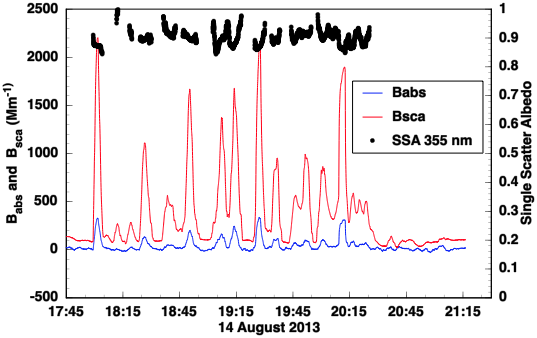 2500
2000
1500
1000
500
0
-500
B_abs and B_sca (Mm⁻¹)
1
0.9
0.8
0.7
0.6
0.5
0.4
0.3
0.2
0.1
0
Single Scatter Albedo
Babs
Bsca
SSA 355 nm
17:45 18:15 18:45 19:15 19:45 20:15 20:45 21:15
14 August 2013